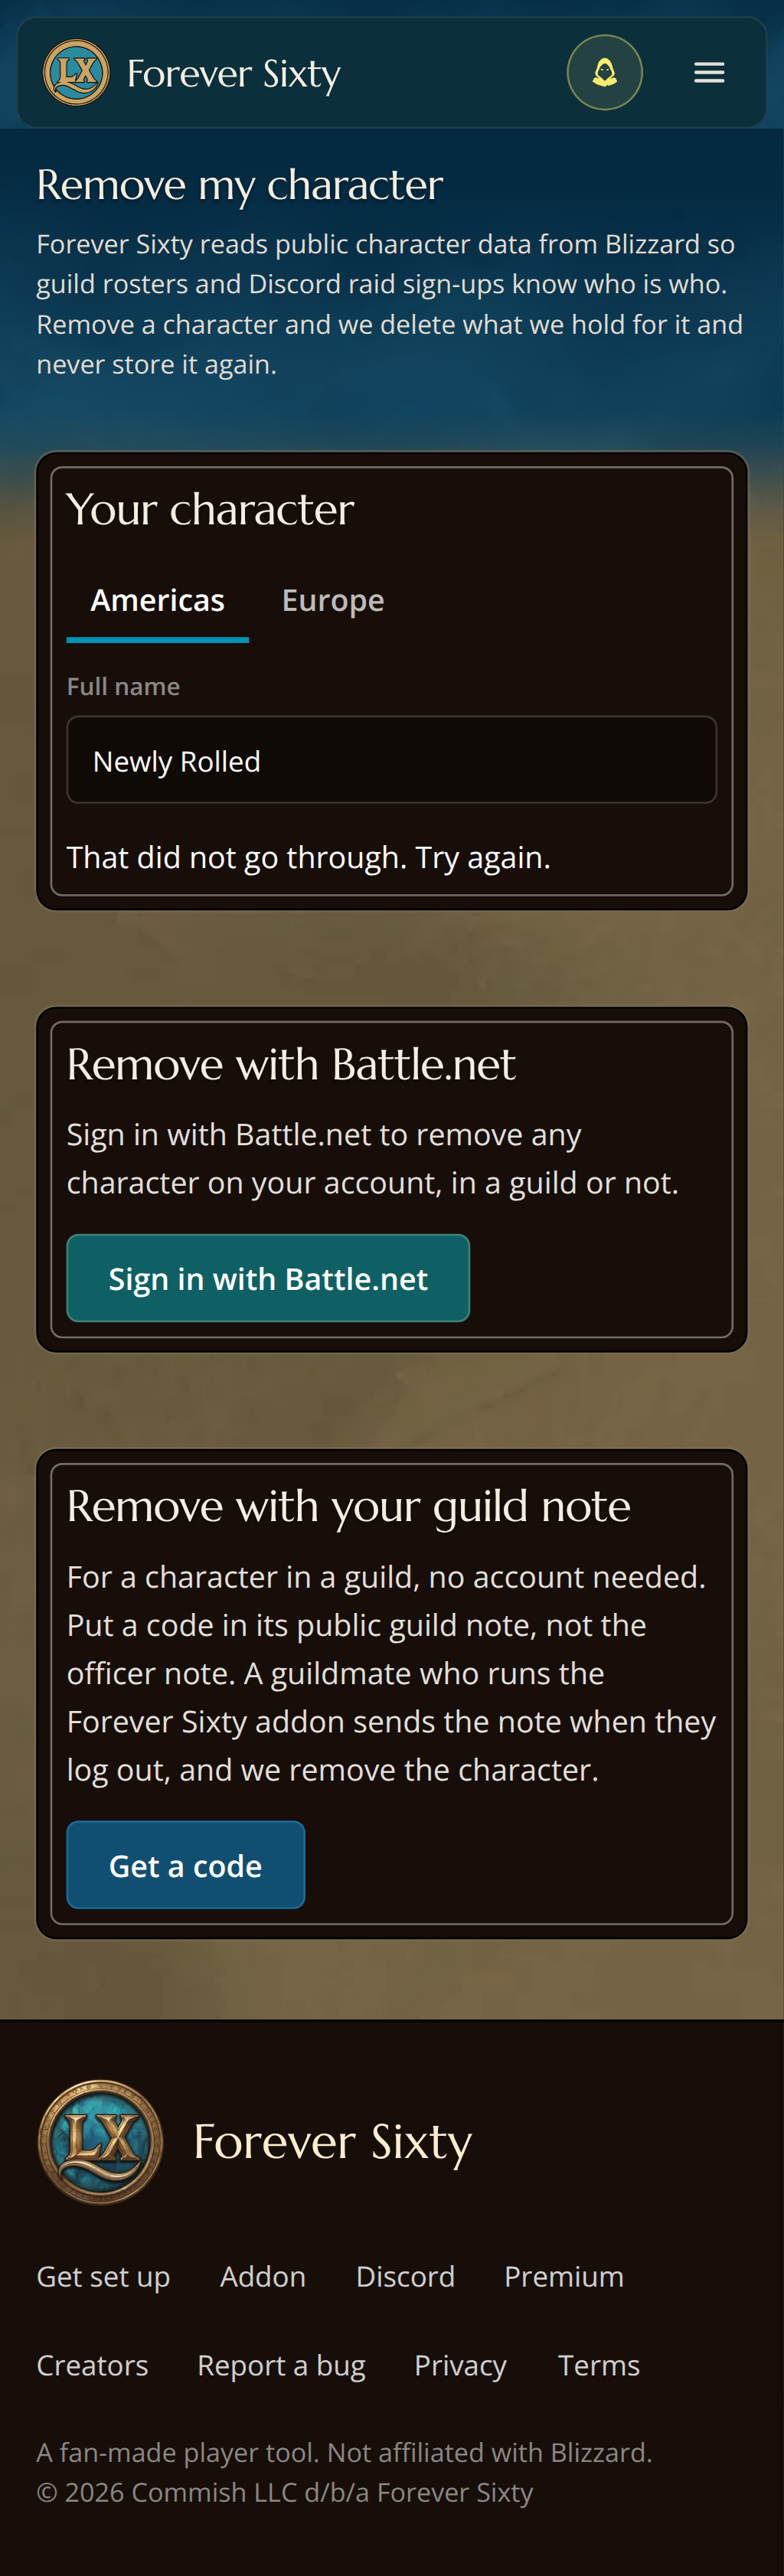 LX
Forever Sixty
Remove my character
Forever Sixty reads public character data from Blizzard so
guild rosters and Discord raid sign-ups know who is who.
Remove a character and we delete what we hold for it and
never store it again.
Your character
Americas
Europe
Full name
Newly Rolled
That did not go through. Try again.
Remove with Battle.net
Sign in with Battle.net to remove any
character on your account, in a guild or not.
Sign in with Battle.net
Remove with your guild note
For a character in a guild, no account needed.
Put a code in its public guild note, not the
officer note. A guildmate who runs the
Forever Sixty addon sends the note when they
log out, and we remove the character.
Get a code
LX
Forever Sixty
Get set up Addon Discord Premium
Creators Report a bug Privacy Terms
A fan-made player tool. Not affiliated with Blizzard.
© 2026 Commish LLC d/b/a Forever Sixty